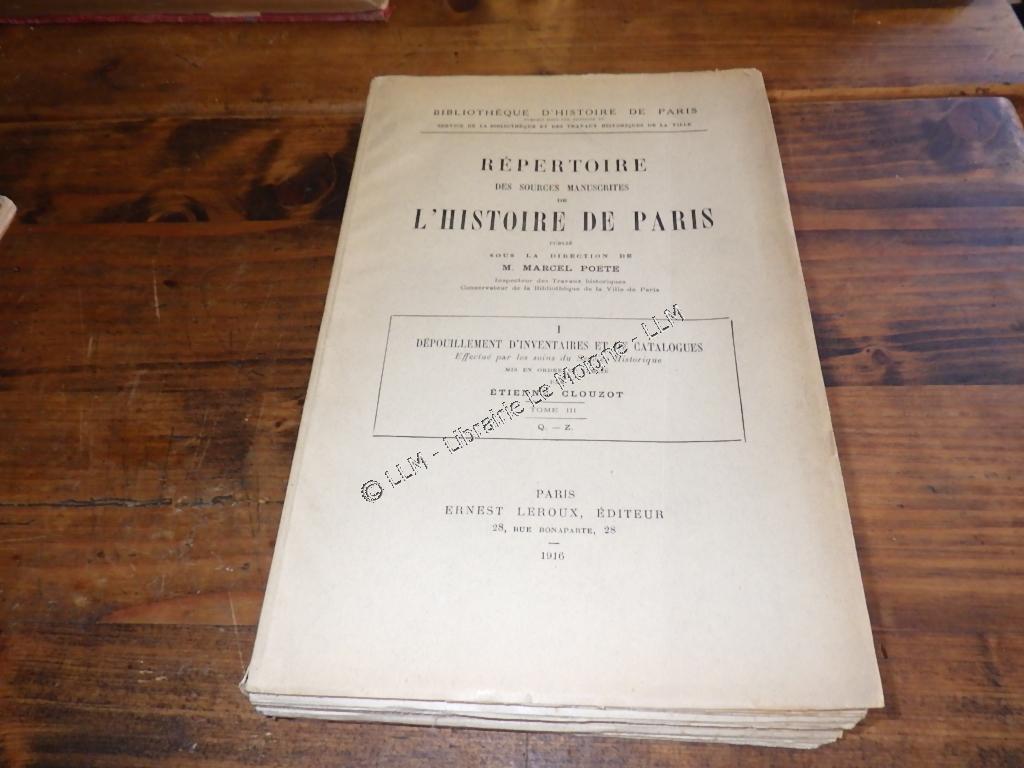 BIBLIOTHÈQUE D'HISTOIRE DE PARIS
SERVICE DE LA BIBLIOTHÈQUE ET DES TRAVAUX HISTORIQUES DE LA VILLE
RÉPERTOIRE
DES SOURCES MANUSCRITES
DE
L'HISTOIRE DE PARIS
PUBLIÉ
SOUS LA DIRECTION DE
M. MARCEL POETE
Inspecteur des Travaux historiques
Conservateur de la Bibliothèque de la Ville de Paris
I
DÉPOUILLEMENT D'INVENTAIRES ET DE CATALOGUES
Effectué par les soins du Historique
MIS EN ORDRE
ÉTIENNE CLOUZOT
TOME III
Q. — Z.
© LLM - Librairie Le Moigne - LLM
PARIS
ERNEST LEROUX, ÉDITEUR
28, RUE BONAPARTE, 28
1916